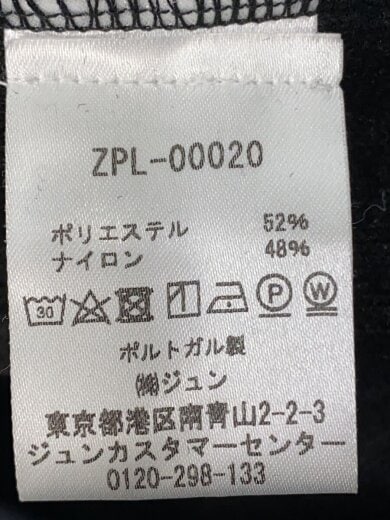 ZPL-00020
ポリエステル 52%
ナイロン 48%
30 P W
ポルトガル製
㈱ジュン
東京都港区南青山2-2-3
ジュンカスタマーセンター
0120-298-133